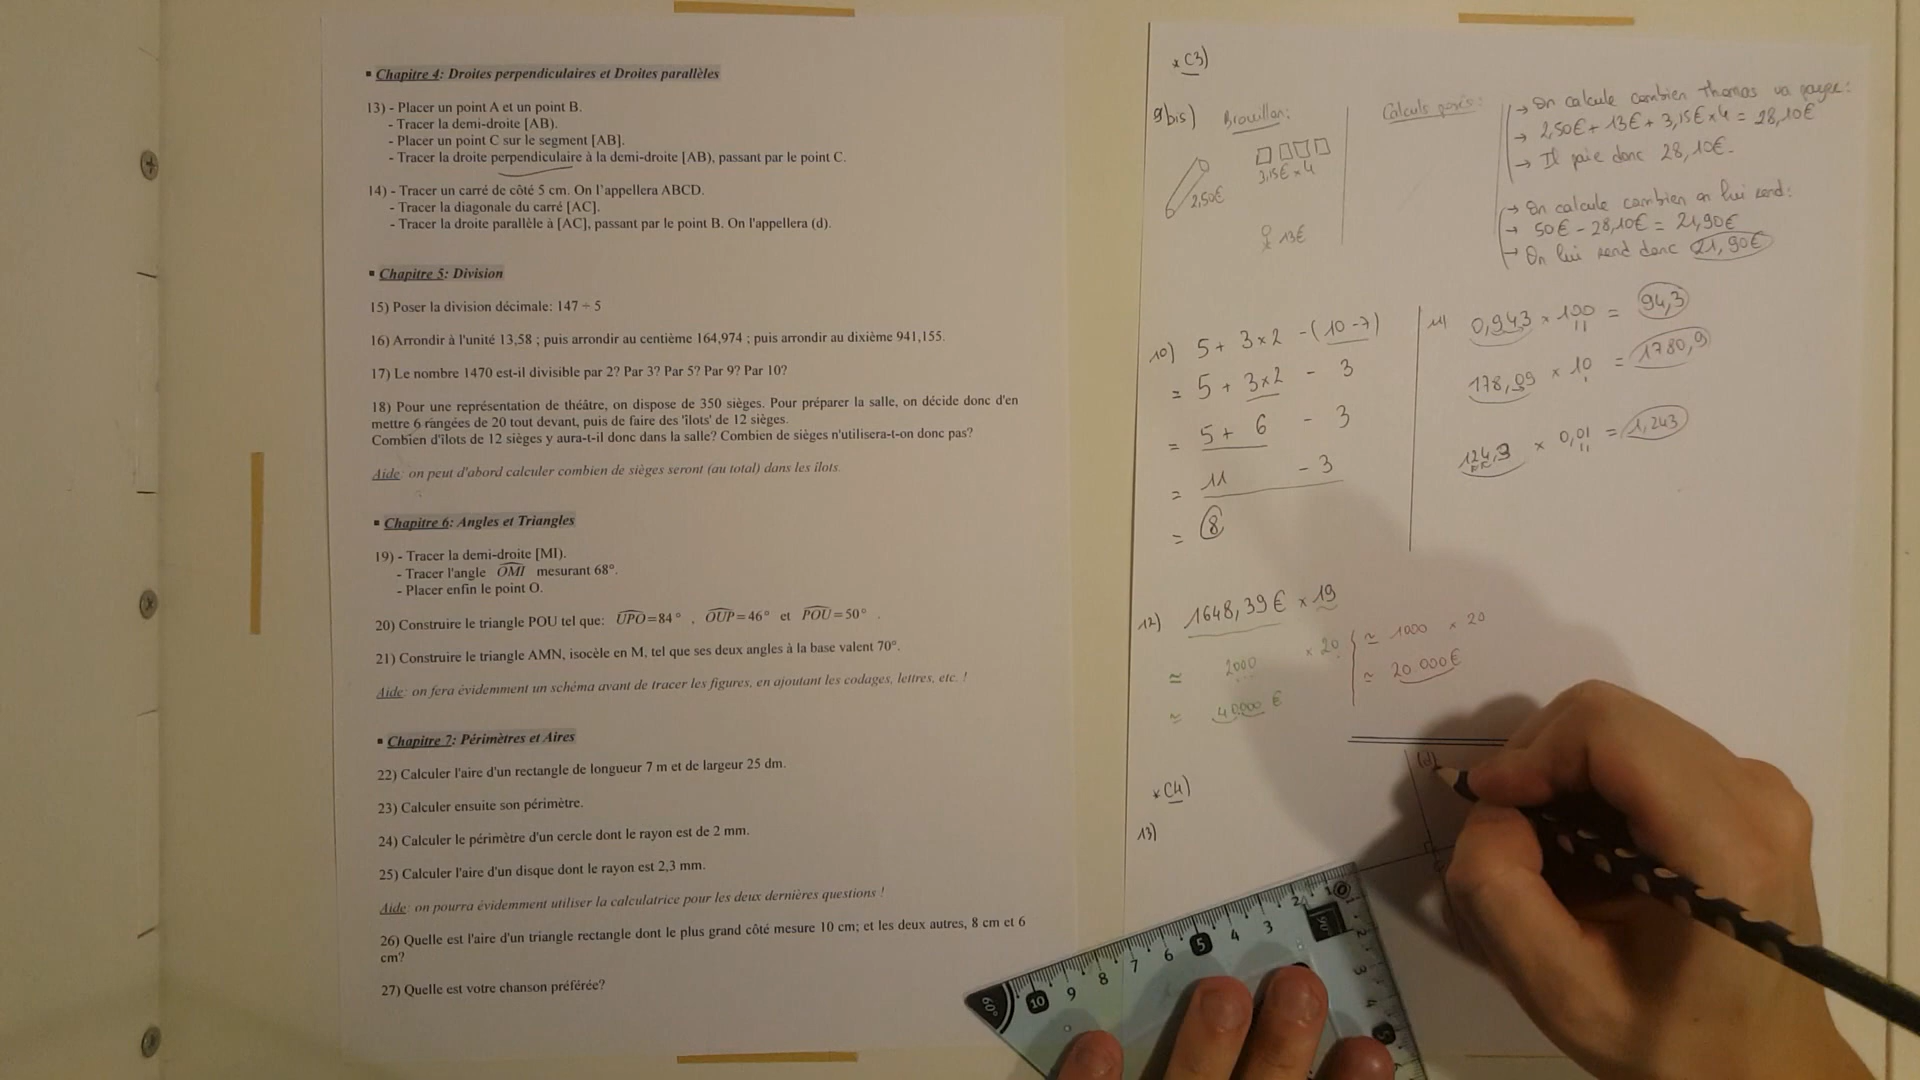 ▪ Chapitre 4: Droites perpendiculaires et Droites parallèles
13) - Placer un point A et un point B.
- Tracer la demi-droite [AB).
- Placer un point C sur le segment [AB].
- Tracer la droite perpendiculaire à la demi-droite [AB), passant par le point C.
14) - Tracer un carré de côté 5 cm. On l'appellera ABCD.
- Tracer la diagonale du carré [AC].
- Tracer la droite parallèle à [AC], passant par le point B. On l'appellera (d).
▪ Chapitre 5: Division
15) Poser la division décimale: 147 ÷ 5
16) Arrondir à l'unité 13,58 ; puis arrondir au centième 164,974 ; puis arrondir au dixième 941,155.
17) Le nombre 1470 est-il divisible par 2? Par 3? Par 5? Par 9? Par 10?
18) Pour une représentation de théâtre, on dispose de 350 sièges. Pour préparer la salle, on décide donc d'en
mettre 6 rangées de 20 tout devant, puis de faire des 'îlots' de 12 sièges.
Combien d'îlots de 12 sièges y aura-t-il donc dans la salle? Combien de sièges n'utilisera-t-on donc pas?
Aide: on peut d'abord calculer combien de sièges seront (au total) dans les îlots.
▪ Chapitre 6: Angles et Triangles
19) - Tracer la demi-droite [MI).
- Tracer l'angle OMI mesurant 68°.
- Placer enfin le point O.
20) Construire le triangle POU tel que: UPO=84° , OUP=46° et POU=50° .
21) Construire le triangle AMN, isocèle en M, tel que ses deux angles à la base valent 70°.
Aide: on fera évidemment un schéma avant de tracer les figures, en ajoutant les codages, lettres, etc. !
▪ Chapitre 7: Périmètres et Aires
22) Calculer l'aire d'un rectangle de longueur 7 m et de largeur 25 dm.
23) Calculer ensuite son périmètre.
24) Calculer le périmètre d'un cercle dont le rayon est de 2 mm.
25) Calculer l'aire d'un disque dont le rayon est 2,3 mm.
Aide: on pourra évidemment utiliser la calculatrice pour les deux dernières questions !
26) Quelle est l'aire d'un triangle rectangle dont le plus grand côté mesure 10 cm; et les deux autres, 8 cm et 6
cm?
27) Quelle est votre chanson préférée?
* C3)
9bis) Brouillon:
3,15€ × 4
2,50€
13€
Calculs posés:
→ On calcule combien Thomas va payer:
→ 2,50€ + 13€ + 3,15€ × 4 = 28,10€
→ Il paie donc 28,10€.
→ On calcule combien on lui rend:
→ 50€ - 28,10€ = 21,90€
→ On lui rend donc 21,90€
10) 5 + 3 × 2 - (10 - 7)
= 5 + 3 × 2 - 3
= 5 + 6 - 3
= 11 - 3
= 8
11) 0,943 × 100 = 94,3
178,09 × 10 = 1780,9
124,3 × 0,01 = 1,243
12) 1648,39 € × 19
≃ 2000 × 20
≃ 40000 €
≃ 1000 × 20
≃ 20 000€
* C4)
13)
(d)
0 1 2 3 4 5 6 7 8 9 10
60°
90°
2 3 4 5